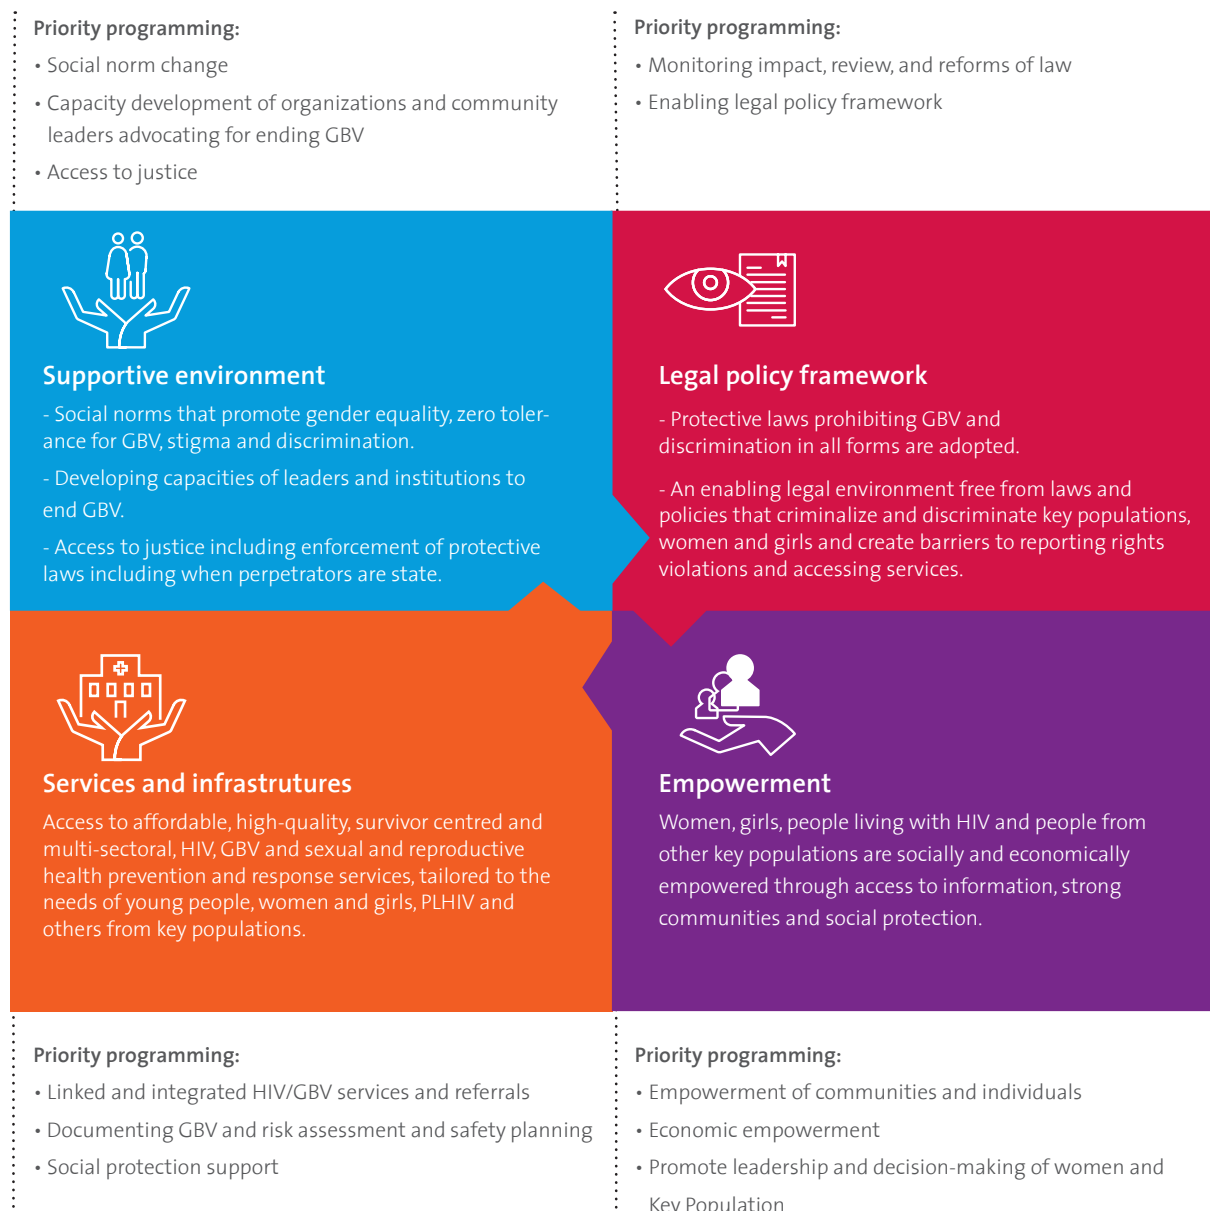 Priority programming:
• Social norm change
• Capacity development of organizations and community
leaders advocating for ending GBV
• Access to justice
Priority programming:
• Monitoring impact, review, and reforms of law
• Enabling legal policy framework
Supportive environment
- Social norms that promote gender equality, zero toler-
ance for GBV, stigma and discrimination.
- Developing capacities of leaders and institutions to
end GBV.
- Access to justice including enforcement of protective
laws including when perpetrators are state.
Legal policy framework
- Protective laws prohibiting GBV and
discrimination in all forms are adopted.
- An enabling legal environment free from laws and
policies that criminalize and discriminate key populations,
women and girls and create barriers to reporting rights
violations and accessing services.
Services and infrastrutures
Access to affordable, high-quality, survivor centred and
multi-sectoral, HIV, GBV and sexual and reproductive
health prevention and response services, tailored to the
needs of young people, women and girls, PLHIV and
others from key populations.
Empowerment
Women, girls, people living with HIV and people from
other key populations are socially and economically
empowered through access to information, strong
communities and social protection.
Priority programming:
• Linked and integrated HIV/GBV services and referrals
• Documenting GBV and risk assessment and safety planning
• Social protection support
Priority programming:
• Empowerment of communities and individuals
• Economic empowerment
• Promote leadership and decision-making of women and
Key Population